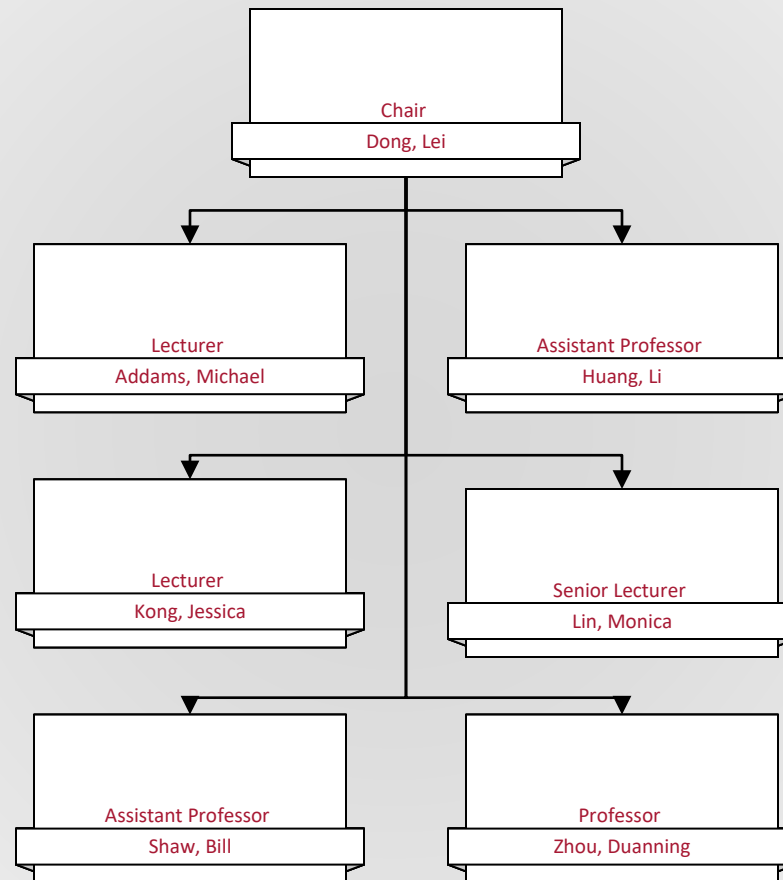 Chair
Dong, Lei
Lecturer
Addams, Michael
Assistant Professor
Huang, Li
Lecturer
Kong, Jessica
Senior Lecturer
Lin, Monica
Assistant Professor
Shaw, Bill
Professor
Zhou, Duanning